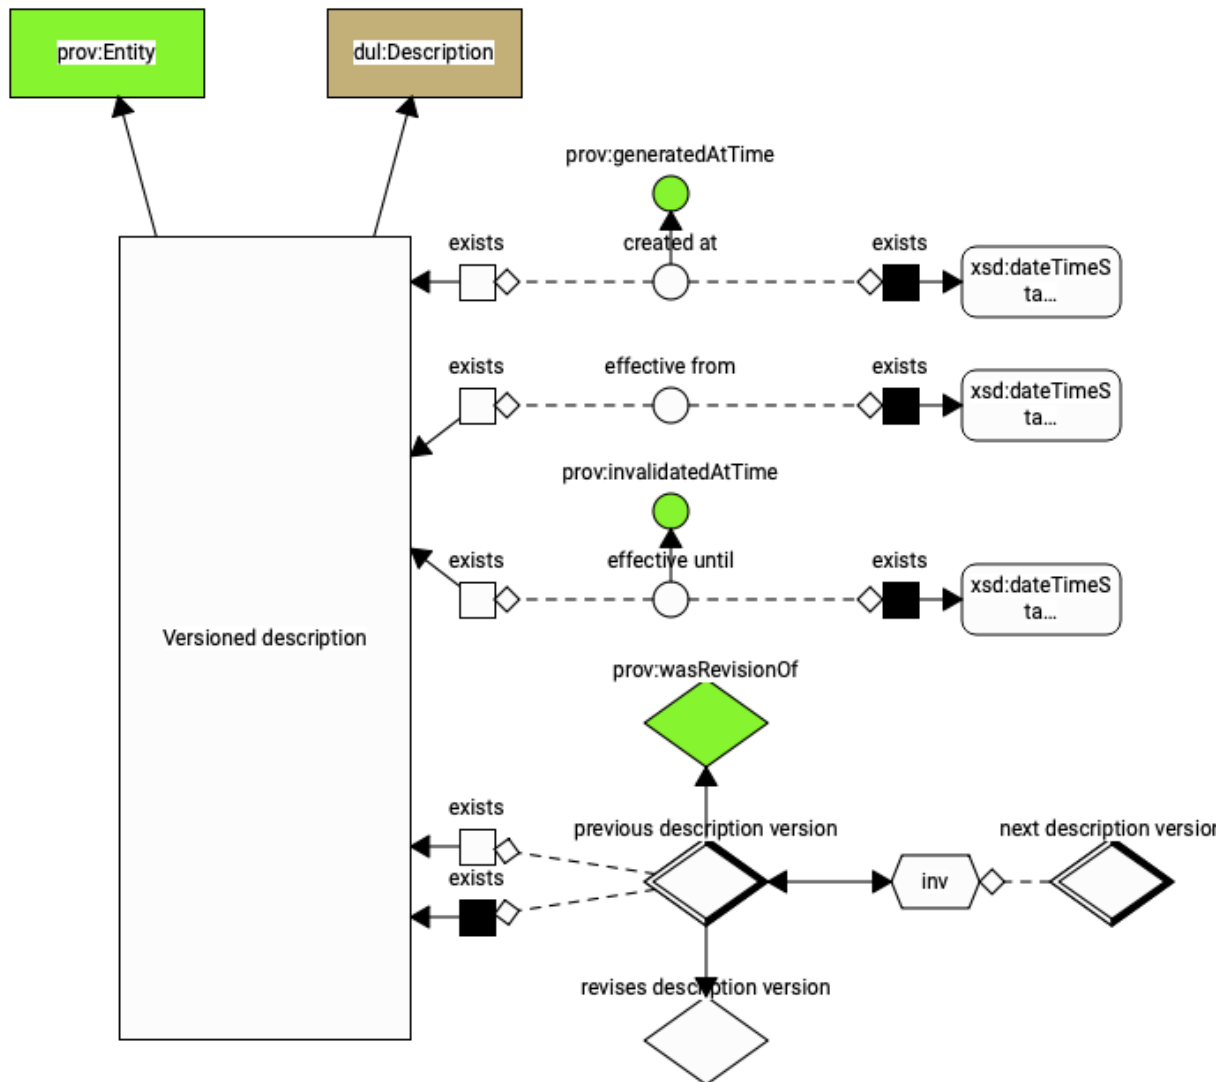 prov:Entity
dul:Description
prov:generatedAtTime
exists
created at
exists
xsd:dateTimeS
ta...
exists
effective from
exists
xsd:dateTimeS
ta...
prov:invalidatedAtTime
exists
effective until
exists
xsd:dateTimeS
ta...
Versioned description
prov:wasRevisionOf
exists
previous description version
next description version
exists
inv
revises description version